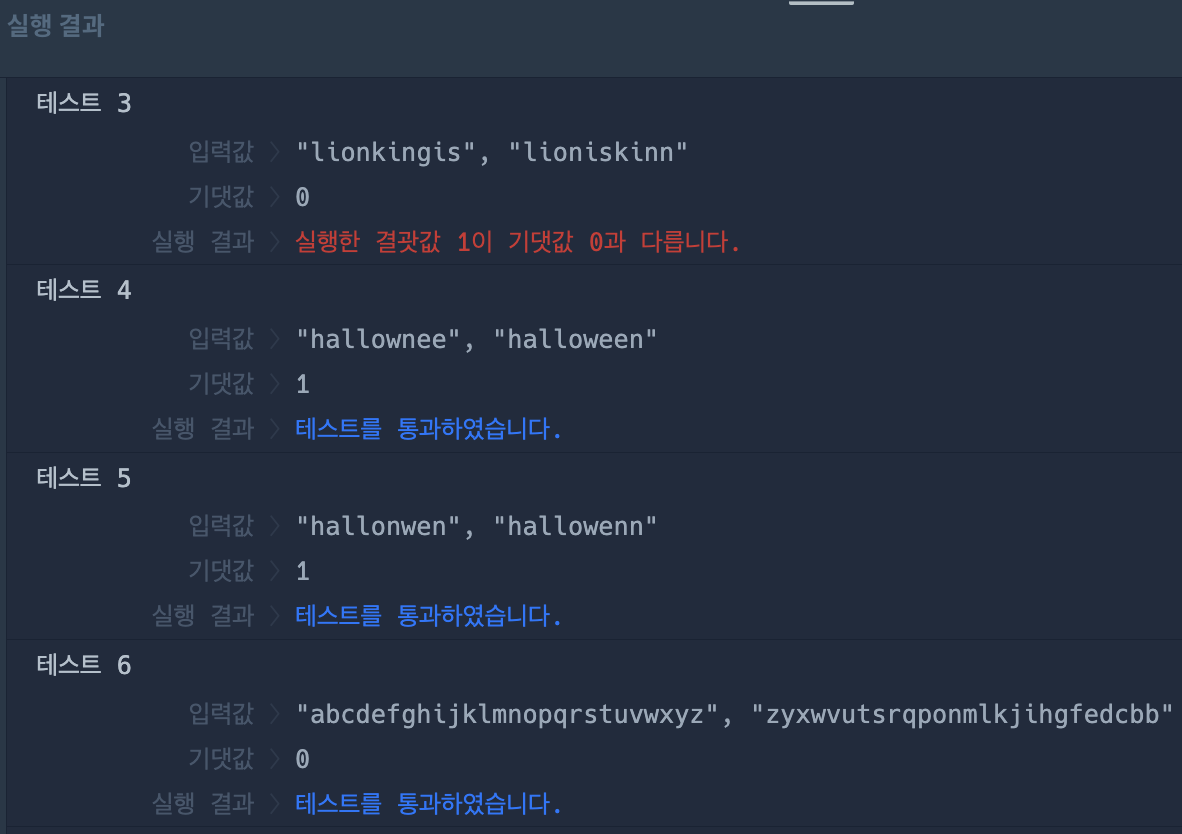 실행 결과
테스트 3
입력값 〉 "lionkingis", "lioniskinn"
기댓값 〉 0
실행 결과 〉 실행한 결괏값 1이 기댓값 0과 다릅니다.
테스트 4
입력값 〉 "hallownee", "halloween"
기댓값 〉 1
실행 결과 〉 테스트를 통과하였습니다.
테스트 5
입력값 〉 "hallonwen", "hallowenn"
기댓값 〉 1
실행 결과 〉 테스트를 통과하였습니다.
테스트 6
입력값 〉 "abcdefghijklmnopqrstuvwxyz", "zyxwvutsrqponmlkjihgfedcbb"
기댓값 〉 0
실행 결과 〉 테스트를 통과하였습니다.